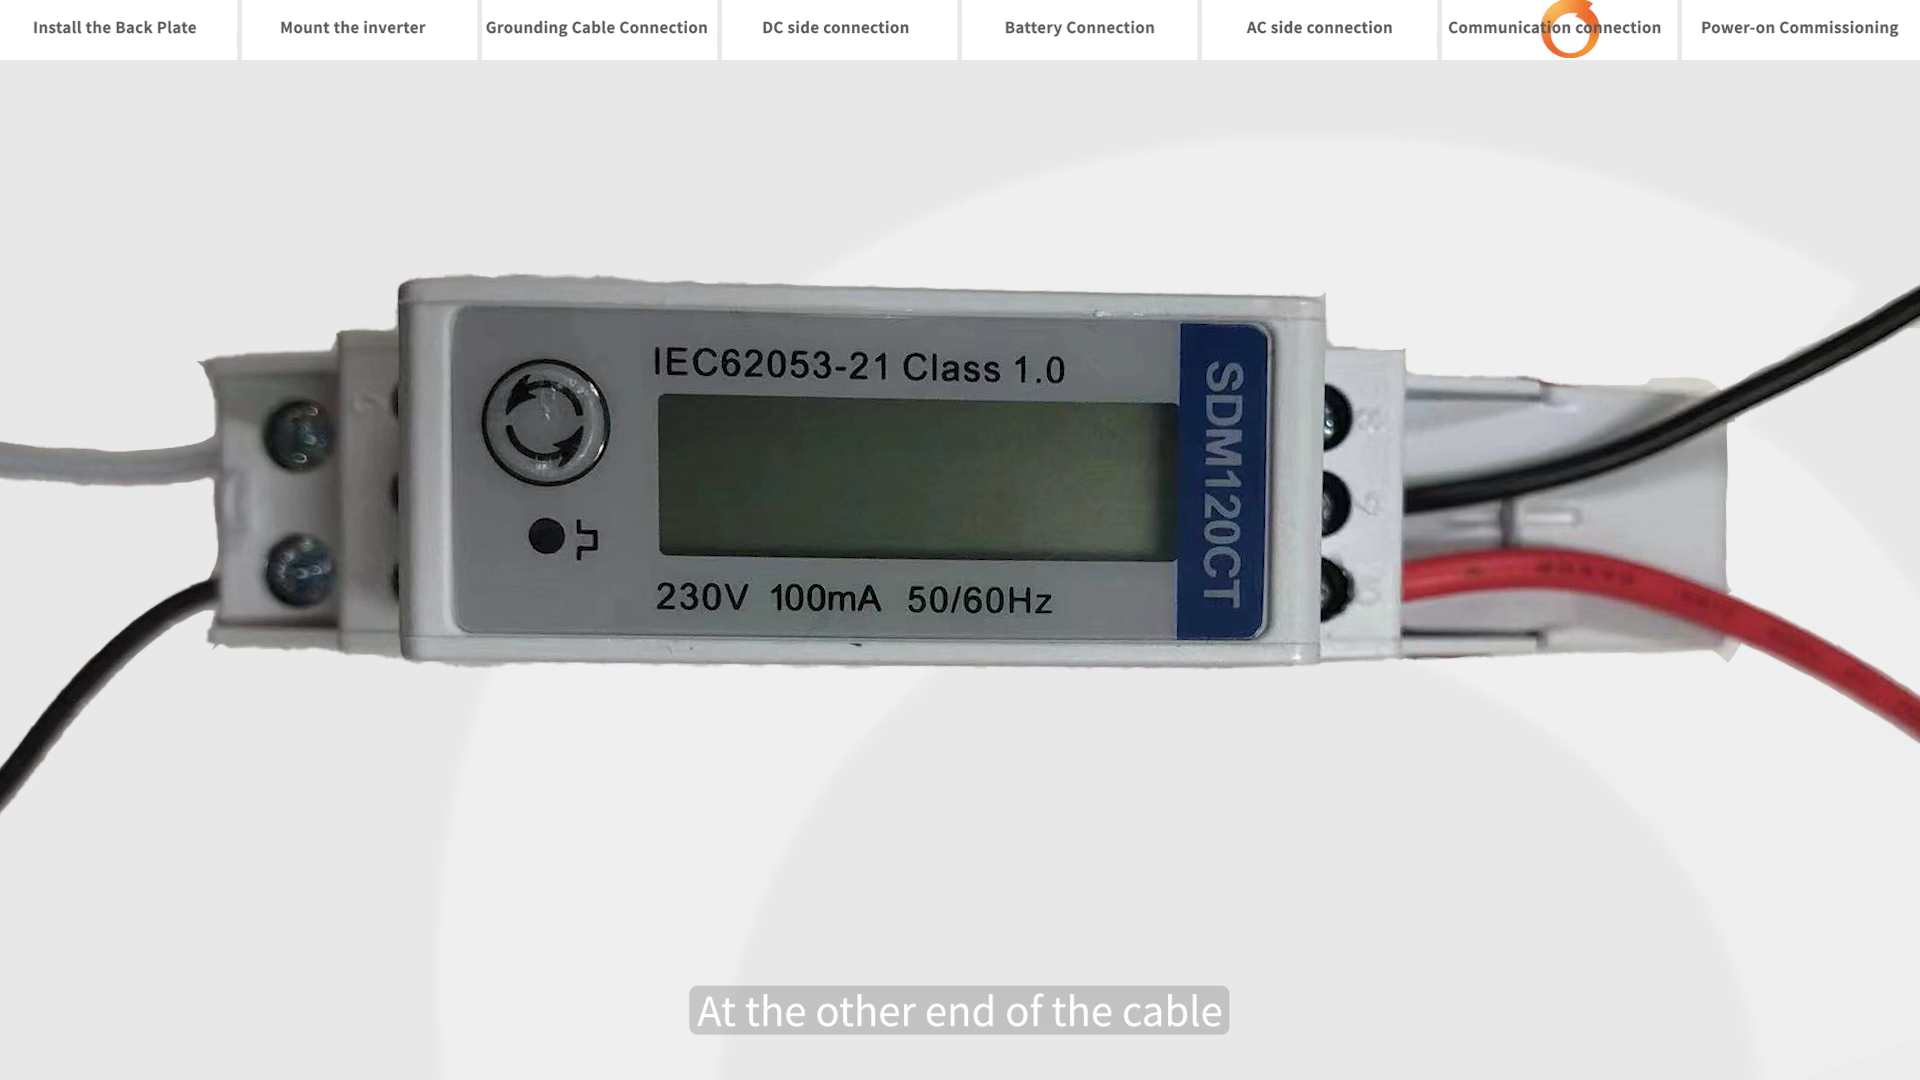 Install the Back Plate
Mount the inverter
Grounding Cable Connection
DC side connection
Battery Connection
AC side connection
Communication connection
Power-on Commissioning
IEC62053-21 Class 1.0
SDM120CT
230V 100mA 50/60Hz
At the other end of the cable